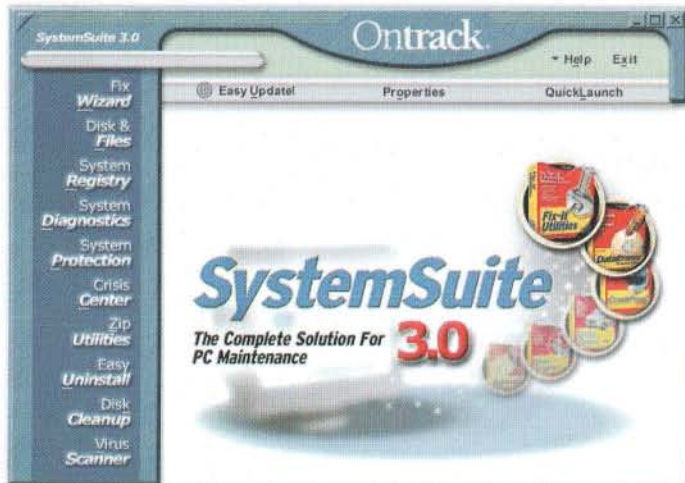 SystemSuite 3.0
Ontrack
Help Exit
Easy Update! Properties QuickLaunch
Fix
Wizard
Disk &
Files
System
Registry
System
Diagnostics
System
Protection
Crisis
Center
Zip
Utilities
Easy
Uninstall
Disk
Cleanup
Virus
Scanner
Fix-It
Utilities
SystemSuite
3.0
The Complete Solution For
PC Maintenance